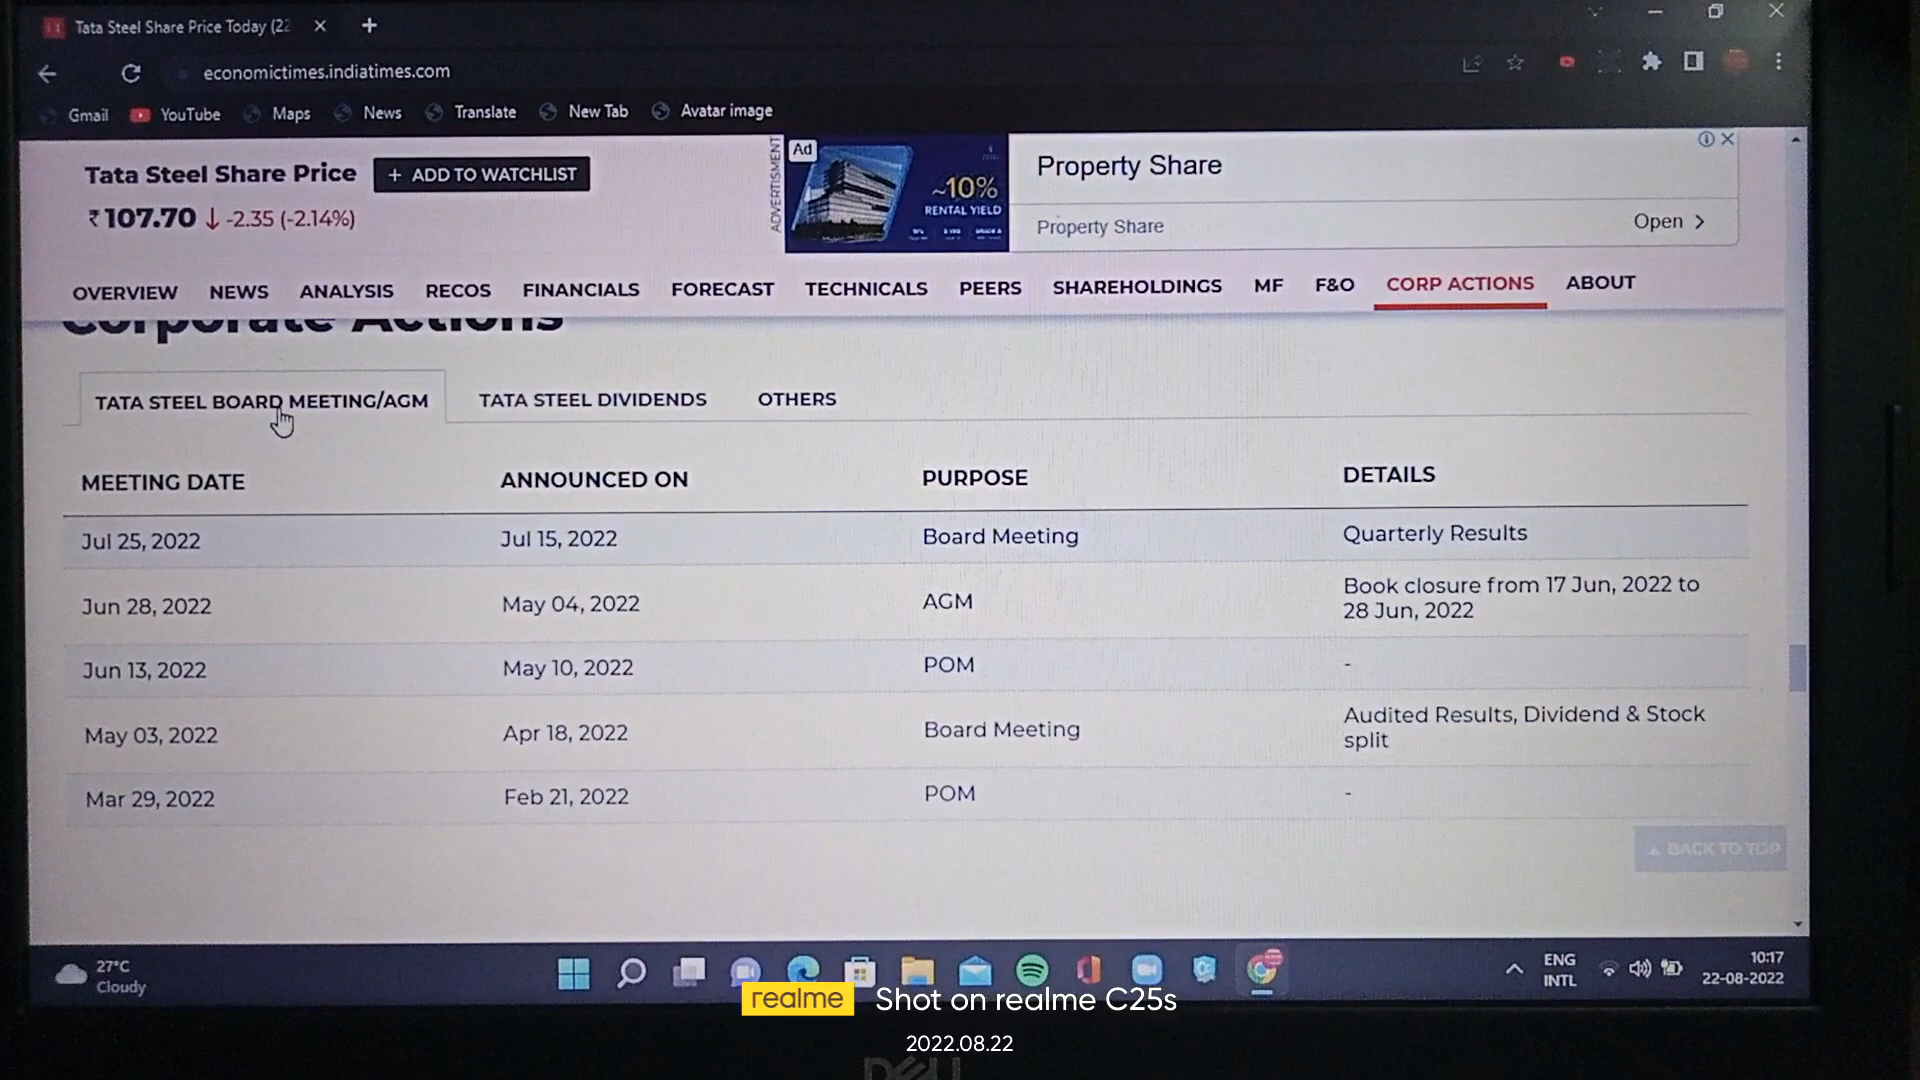 Tata Steel Share Price Today (22
economictimes.indiatimes.com
Gmail YouTube Maps News Translate New Tab Avatar image
Tata Steel Share Price + ADD TO WATCHLIST
₹107.70 ↓ -2.35 (-2.14%)
ADVERTISMENT
Ad
~10%
RENTAL YIELD
Property Share
Property Share
Open >
OVERVIEW NEWS ANALYSIS RECOS FINANCIALS FORECAST TECHNICALS PEERS SHAREHOLDINGS MF F&O CORP ACTIONS ABOUT
Corporate Actions
TATA STEEL BOARD MEETING/AGM TATA STEEL DIVIDENDS OTHERS
MEETING DATE ANNOUNCED ON PURPOSE DETAILS
Jul 25, 2022 Jul 15, 2022 Board Meeting Quarterly Results
Jun 28, 2022 May 04, 2022 AGM Book closure from 17 Jun, 2022 to
28 Jun, 2022
Jun 13, 2022 May 10, 2022 POM -
May 03, 2022 Apr 18, 2022 Board Meeting Audited Results, Dividend & Stock
split
Mar 29, 2022 Feb 21, 2022 POM -
BACK TO TOP
27°C
Cloudy
ENG
INTL
10:17
22-08-2022
realme Shot on realme C25s
2022.08.22
DELL